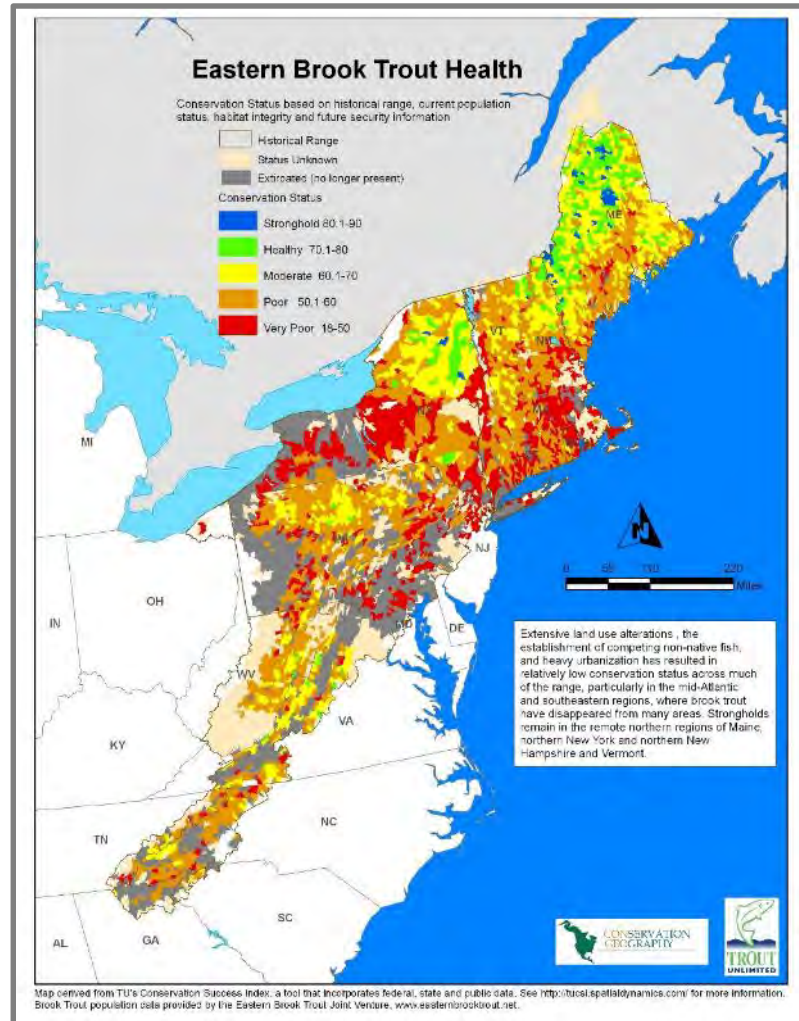 Eastern Brook Trout Health
Conservation Status based on historical range, current population
status, habitat integrity and future security information
Historical Range
Status Unknown
Extirpated (no longer present)
Conservation Status
Stronghold 80.1-90
Healthy 70.1-80
Moderate 60.1-70
Poor 50.1-60
Very Poor 16-50
ME
VT
NH
MI
PA
NJ
OH
IN
MD
DE
WV
VA
KY
TN
NC
SC
AL
GA
N
0 55 110 220
Miles
Extensive land use alterations , the
establishment of competing non-native fish,
and heavy urbanization has resulted in
relatively low conservation status across much
of the range, particularly in the mid-Atlantic
and southeastern regions, where brook trout
have disappeared from many areas. Strongholds
remain in the remote northern regions of Maine,
northern New York and northern New
Hampshire and Vermont.
CONSERVATION
GEOGRAPHY
TROUT
UNLIMITED
Map derived from TU's Conservation Success Index, a tool that incorporates federal, state and public data. See http://tucsi.spatialdynamics.com/ for more information.
Brook Trout population data provided by the Eastern Brook Trout Joint Venture, www.easternbrooktrout.net.